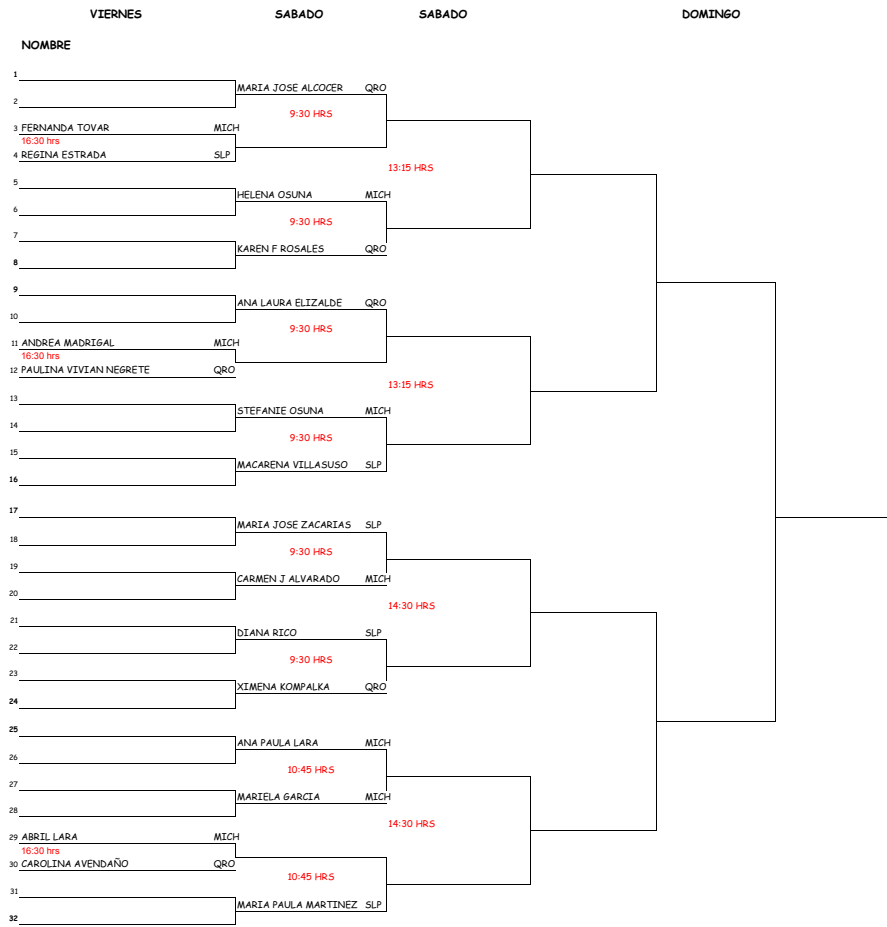 VIERNES SABADO SABADO DOMINGO
NOMBRE
1
MARIA JOSE ALCOCER QRO
2
9:30 HRS
3 FERNANDA TOVAR MICH
16:30 hrs
4 REGINA ESTRADA SLP
13:15 HRS
5
HELENA OSUNA MICH
6
9:30 HRS
7
KAREN F ROSALES QRO
8
9
ANA LAURA ELIZALDE QRO
10
9:30 HRS
11 ANDREA MADRIGAL MICH
16:30 hrs
12 PAULINA VIVIAN NEGRETE QRO
13:15 HRS
13
STEFANIE OSUNA MICH
14
9:30 HRS
15
MACARENA VILLASUSO SLP
16
17
MARIA JOSE ZACARIAS SLP
18
9:30 HRS
19
CARMEN J ALVARADO MICH
20
14:30 HRS
21
DIANA RICO SLP
22
9:30 HRS
23
XIMENA KOMPALKA QRO
24
25
ANA PAULA LARA MICH
26
10:45 HRS
27
MARIELA GARCIA MICH
28
14:30 HRS
29 ABRIL LARA MICH
16:30 hrs
30 CAROLINA AVENDAÑO QRO
10:45 HRS
31
MARIA PAULA MARTINEZ SLP
32